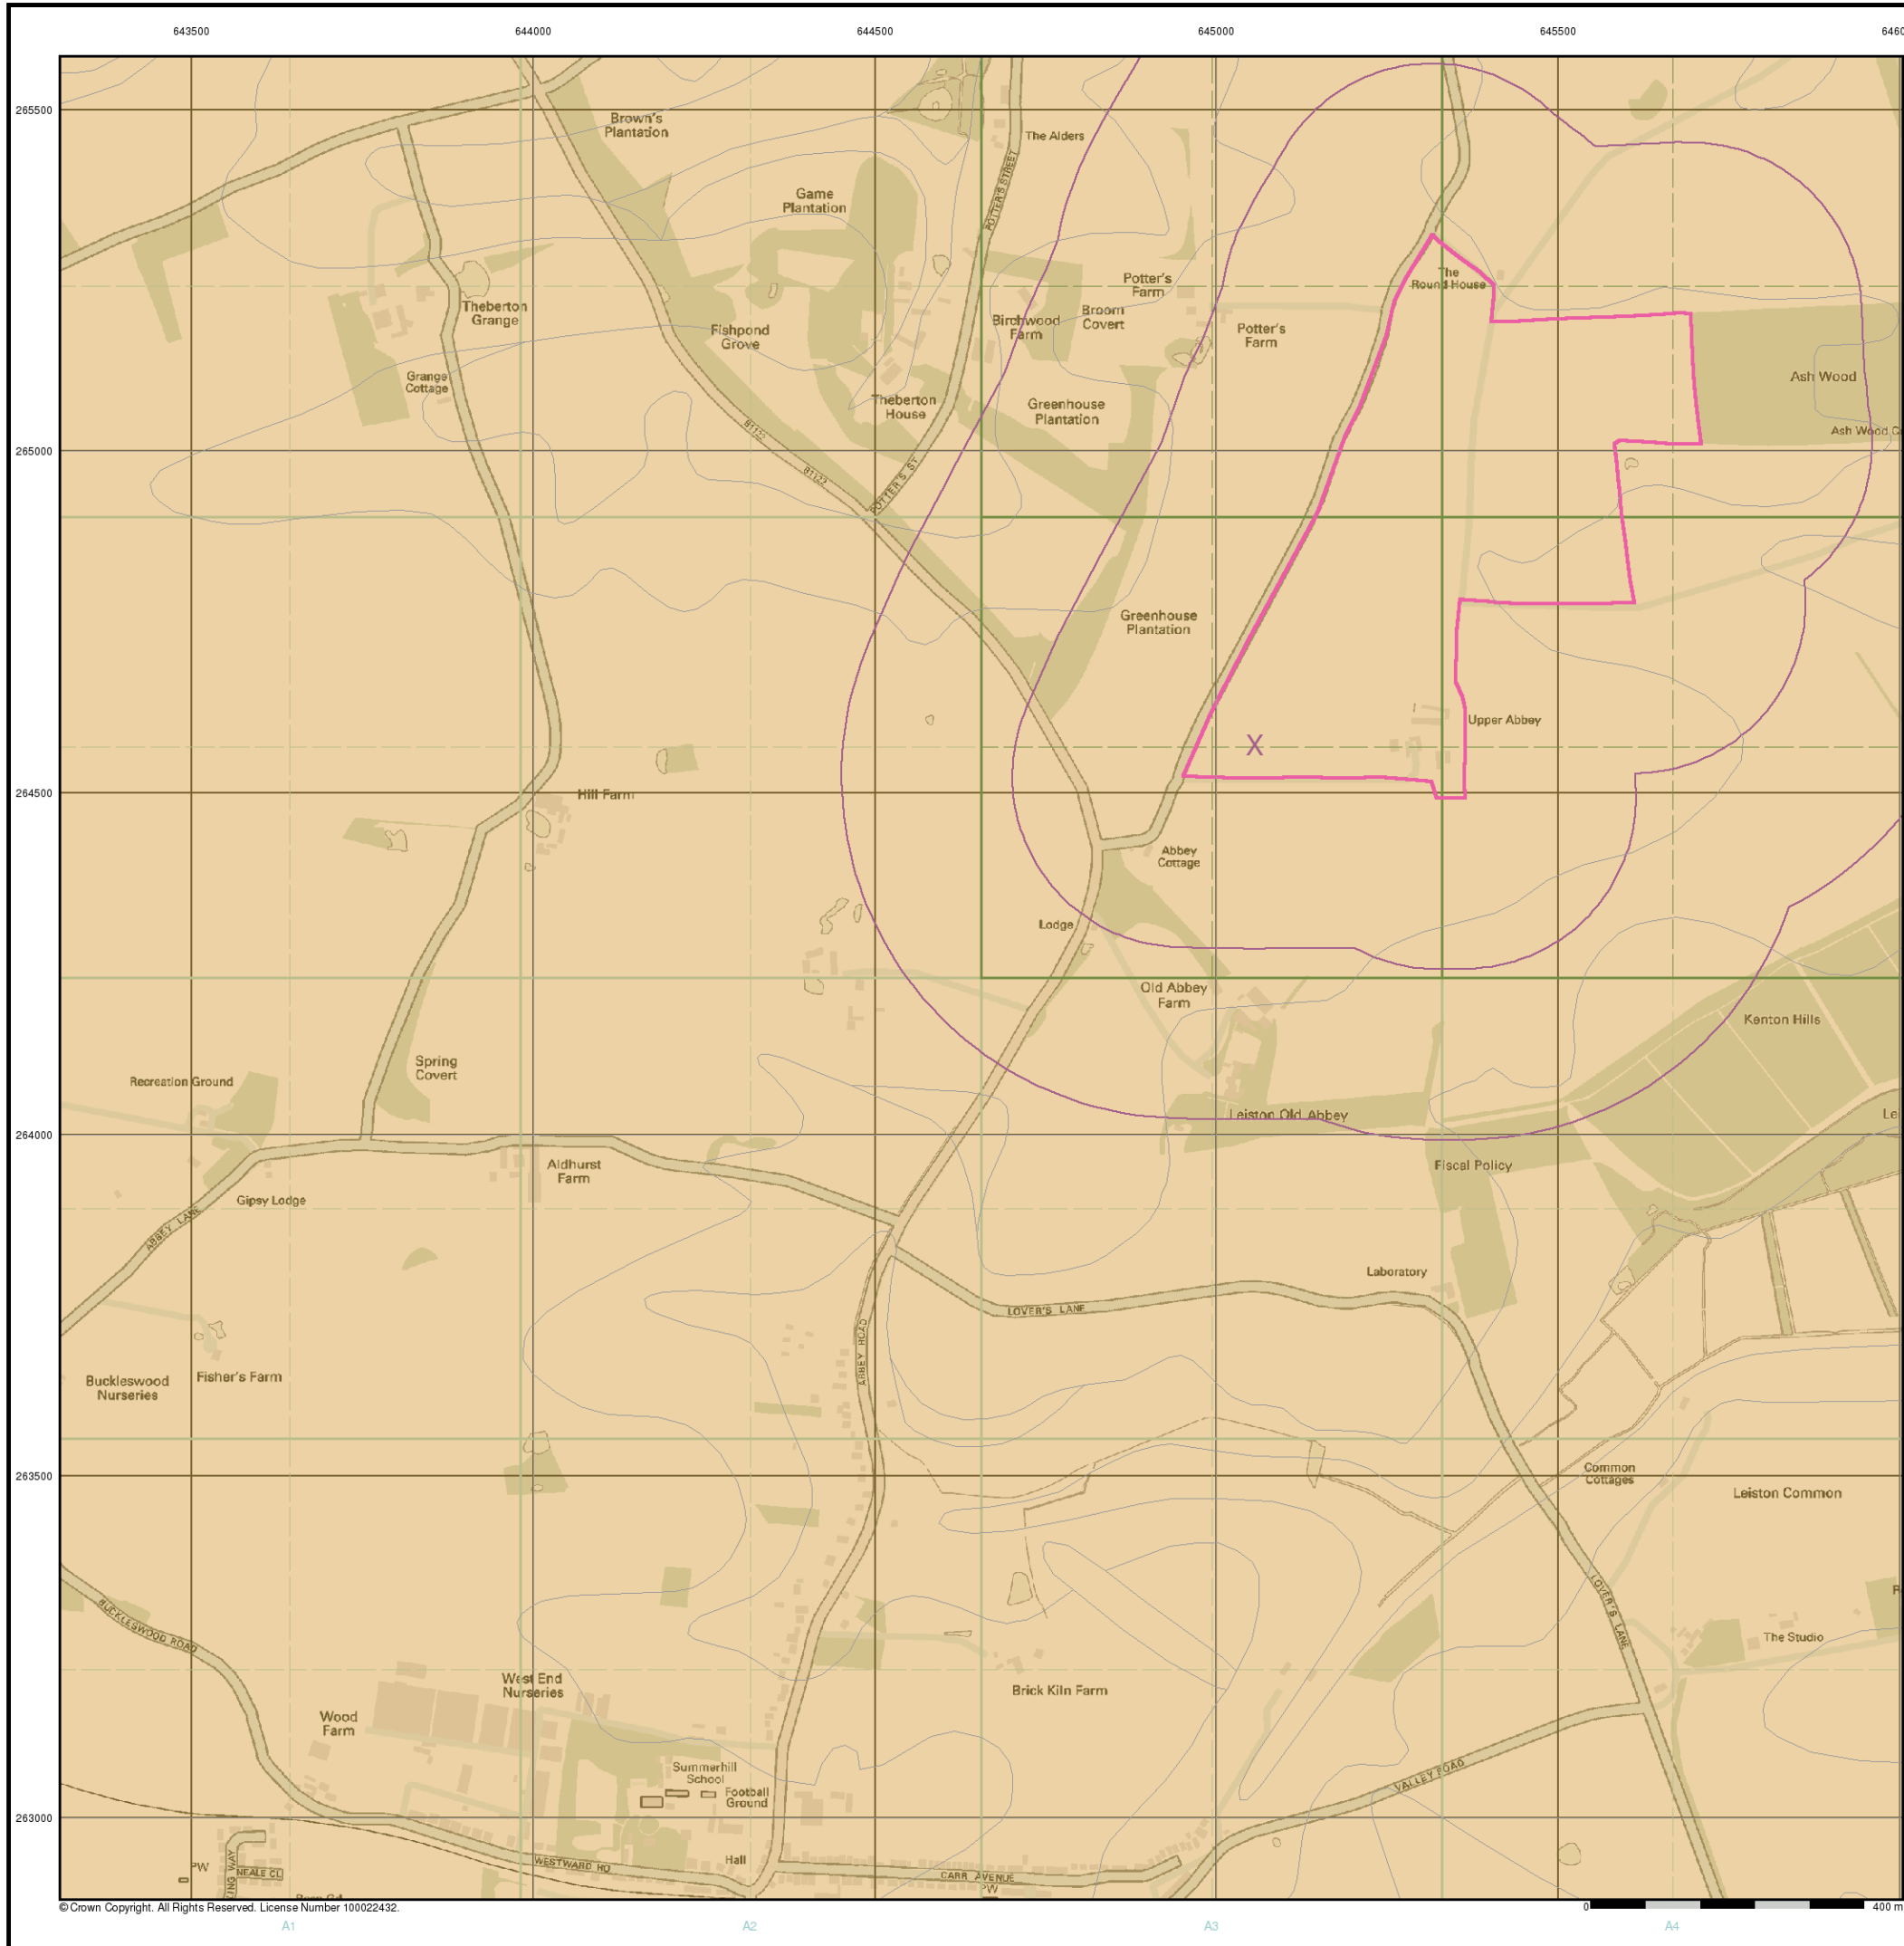 643500 644000 644500 645000 645500
265500
Brown's
Plantation
The Alders
POTTER'S STREET
Game
Plantation
Theberton
Grange
Fishpond
Grove
Birchwood
Farm
Broom
Covert
Potter's
Farm
Potter's
Farm
The
Round House
Grange
Cottage
Theberton
House
Greenhouse
Plantation
Ash Wood
Ash Wood
B1122
B1122
POTTER'S ST
265000
Greenhouse
Plantation
Upper Abbey
X
264500
Hill Farm
Abbey
Cottage
Lodge
Old Abbey
Farm
Kenton Hills
Spring
Covert
Recreation Ground
Leiston Old Abbey
264000
Aldhurst
Farm
Fiscal Policy
Gipsy Lodge
ABBEY LANE
Laboratory
LOVER'S LANE
ABBEY ROAD
Buckleswood
Nurseries
Fisher's Farm
263500
Common
Cottages
Leiston Common
LOVER'S LANE
BUCKLESWOOD ROAD
The Studio
West End
Nurseries
Brick Kiln Farm
Wood
Farm
Summerhill
School
Football
Ground
VALLEY ROAD
263000
PW
NEALE CL
WESTWARD RD
Hall
CARR AVENUE
PW
© Crown Copyright. All Rights Reserved. License Number 100022432.
0 400 m
A1 A2 A3 A4